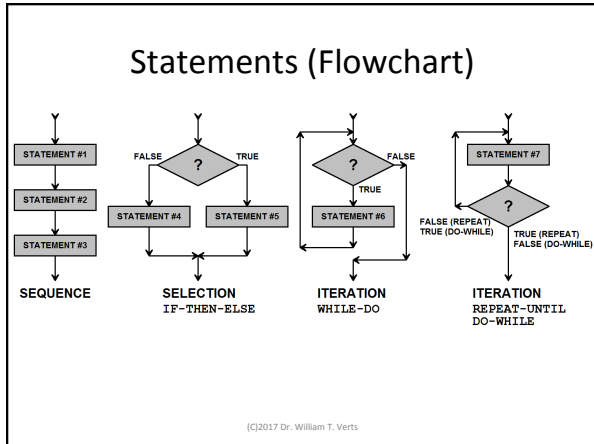 Statements (Flowchart)
STATEMENT #1
STATEMENT #2
STATEMENT #3
SEQUENCE
?
FALSE
TRUE
STATEMENT #4
STATEMENT #5
SELECTION
IF-THEN-ELSE
?
FALSE
TRUE
STATEMENT #6
ITERATION
WHILE-DO
STATEMENT #7
?
FALSE (REPEAT)
TRUE (DO-WHILE)
TRUE (REPEAT)
FALSE (DO-WHILE)
ITERATION
REPEAT-UNTIL
DO-WHILE
(C)2017 Dr. William T. Verts